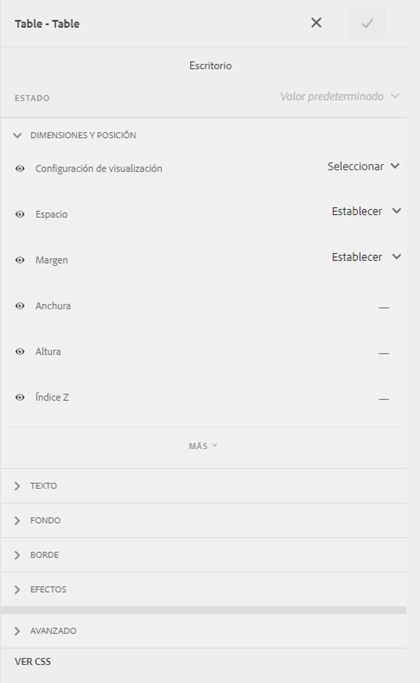 Table - Table
Escritorio
ESTADO Valor predeterminado
DIMENSIONES Y POSICIÓN
Configuración de visualización Seleccionar
Espacio Establecer
Margen Establecer
Anchura —
Altura —
Índice Z —
MÁS
TEXTO
FONDO
BORDE
EFECTOS
AVANZADO
VER CSS